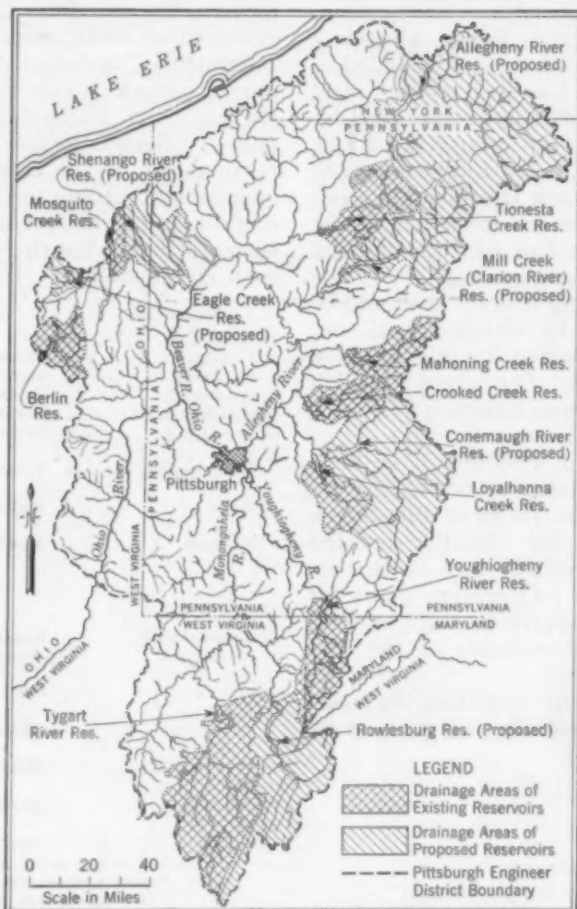 Allegheny River
Res. (Proposed)
LAKE ERIE
NEW YORK
PENNSYLVANIA
Shenango River
Res. (Proposed)
Mosquito
Creek Res.
Tionesta
Creek Res.
Mill Creek
(Clarion River)
Res. (Proposed)
Eagle Creek
Res.
(Proposed)
OHIO
PENNSYLVANIA
Beaver R.
Ohio
R.
Allegheny River
Mahoning Creek Res.
Crooked Creek Res.
Berlin
Res.
Conemaugh River
Res. (Proposed)
Pittsburgh
Loyalhanna
Creek Res.
Ohio River
Monongahela
R.
Youghiogheny
R.
WEST VIRGINIA
Youghiogheny
River Res.
PENNSYLVANIA
WEST VIRGINIA
PENNSYLVANIA
MARYLAND
OHIO
WEST VIRGINIA
MARYLAND
WEST VIRGINIA
Tygart
River Res.
Rowlesburg Res. (Proposed)
LEGEND
Drainage Areas of
Existing Reservoirs
Drainage Areas of
Proposed Reservoirs
Pittsburgh Engineer
District Boundary
0 20 40
Scale in Miles